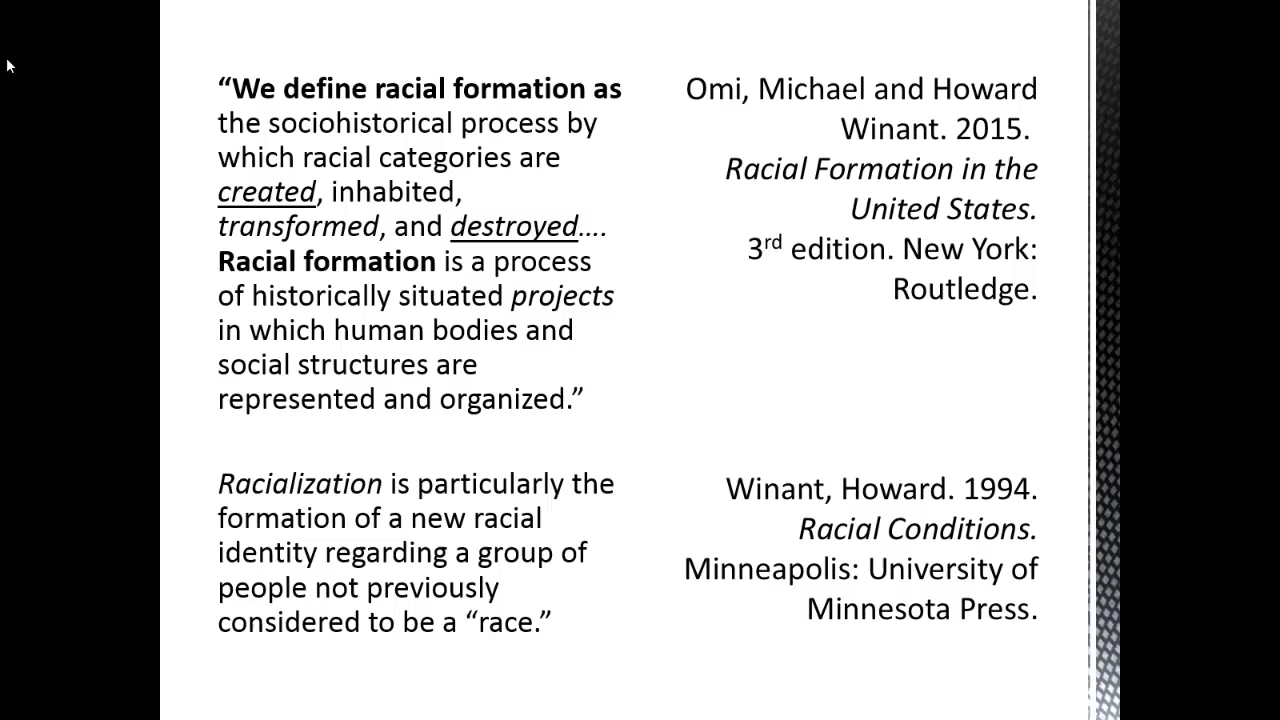 “We define racial formation as
the sociohistorical process by
which racial categories are
created, inhabited,
transformed, and destroyed....
Racial formation is a process
of historically situated projects
in which human bodies and
social structures are
represented and organized.”
Racialization is particularly the
formation of a new racial
identity regarding a group of
people not previously
considered to be a “race.”
Omi, Michael and Howard
Winant. 2015.
Racial Formation in the
United States.
3rd edition. New York:
Routledge.
Winant, Howard. 1994.
Racial Conditions.
Minneapolis: University of
Minnesota Press.